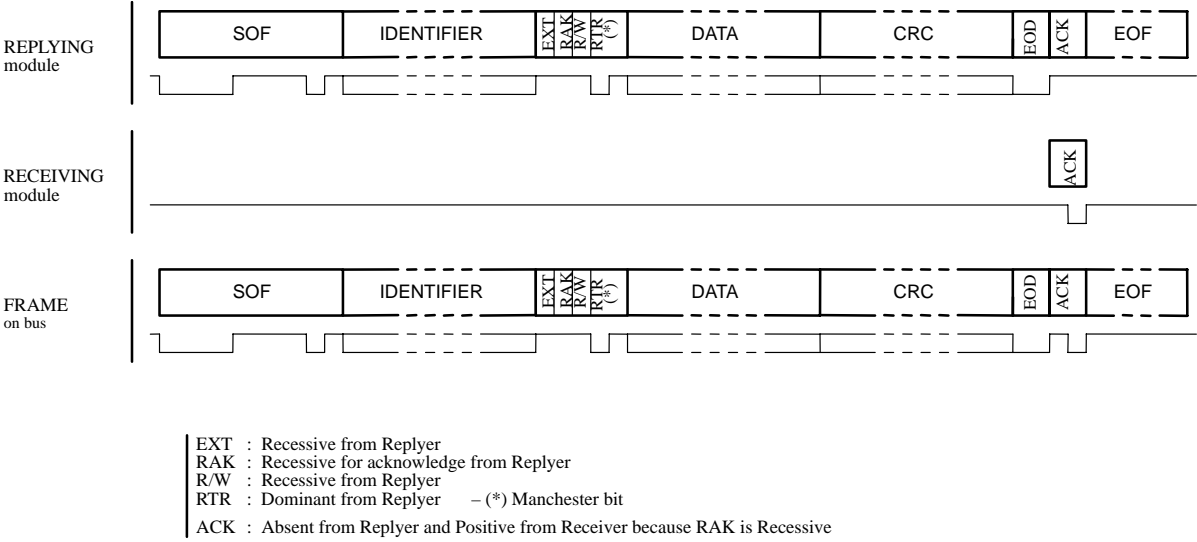 REPLYING
module
SOF IDENTIFIER EXT RAK R/W RTR (*) DATA CRC EOD ACK EOF
RECEIVING
module
ACK
FRAME
on bus
SOF IDENTIFIER EXT RAK R/W RTR (*) DATA CRC EOD ACK EOF
EXT : Recessive from Replyer
RAK : Recessive for acknowledge from Replyer
R/W : Recessive from Replyer
RTR : Dominant from Replyer – (*) Manchester bit
ACK : Absent from Replyer and Positive from Receiver because RAK is Recessive